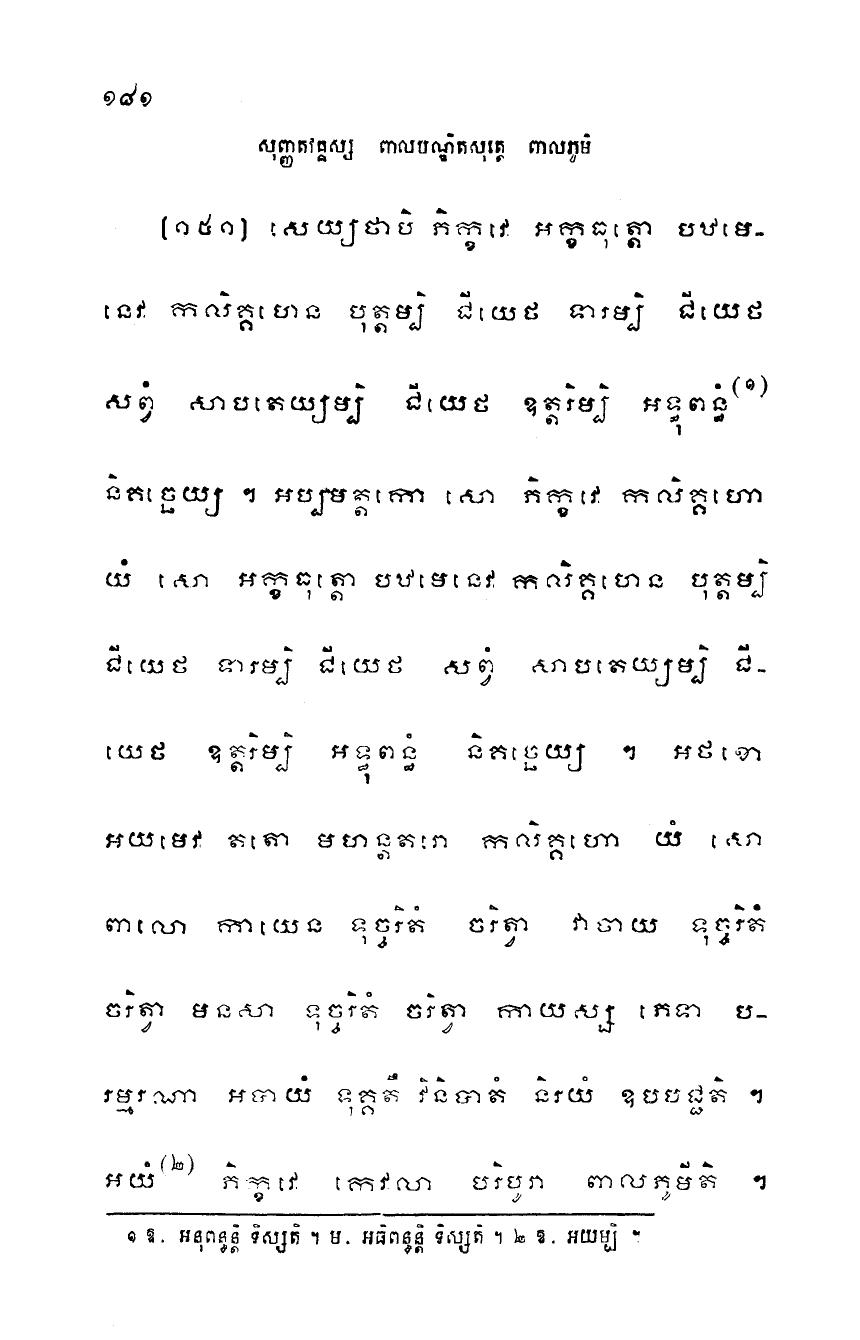 ១៨១
សុញ្ញតវគ្គស្ស ពាលបណ្ឌិតសុត្តេ ពាលភូមិ
[១៥១] សេយ្យថាបិ ភិក្ខវេ អក្ខធុត្តោ បឋមេ-
នេវ កលិគ្គហេន បុត្តម្បិ ជីយេថ ទារម្បិ ជីយេថ
សព្វំ សាបតេយ្យម្បិ ជីយេថ ឧត្តរិម្បិ អទ្ធុពន្ធំ(១)
និគច្ឆេយ្យ ។ អប្បមត្តកោ សោ ភិក្ខវេ កលិគ្គហោ
យំ សោ អក្ខធុត្តោ បឋមេនេវ កលិគ្គហេន បុត្តម្បិ
ជីយេថ ទារម្បិ ជីយេថ សព្វំ សាបតេយ្យម្បិ ជី-
យេថ ឧត្តរិម្បិ អទ្ធុពន្ធំ និគច្ឆេយ្យ ។ អថខោ
អយមេវ តតោ មហន្តតរោ កលិគ្គហោ យំ សោ
ពាលោ កាយេន ទុច្ចរិតំ ចរិត្វា វាចាយ ទុច្ចរិតំ
ចរិត្វា មនសា ទុច្ចរិតំ ចរិត្វា កាយស្ស ភេទា ប-
រម្មរណា អបាយំ ទុគ្គតឹ វិនិបាតំ និរយំ ឧបបជ្ជតិ ។
អយំ(២) ភិក្ខវេ កេវលា បរិបូរា ពាលភូមីតិ ។
១ ឱ. អនុពន្ធន្តិ ទិស្សតិ ។ ម. អធិពន្ធន្តិ ទិស្សតិ ។ ២ ឱ. អយម្បិ ។